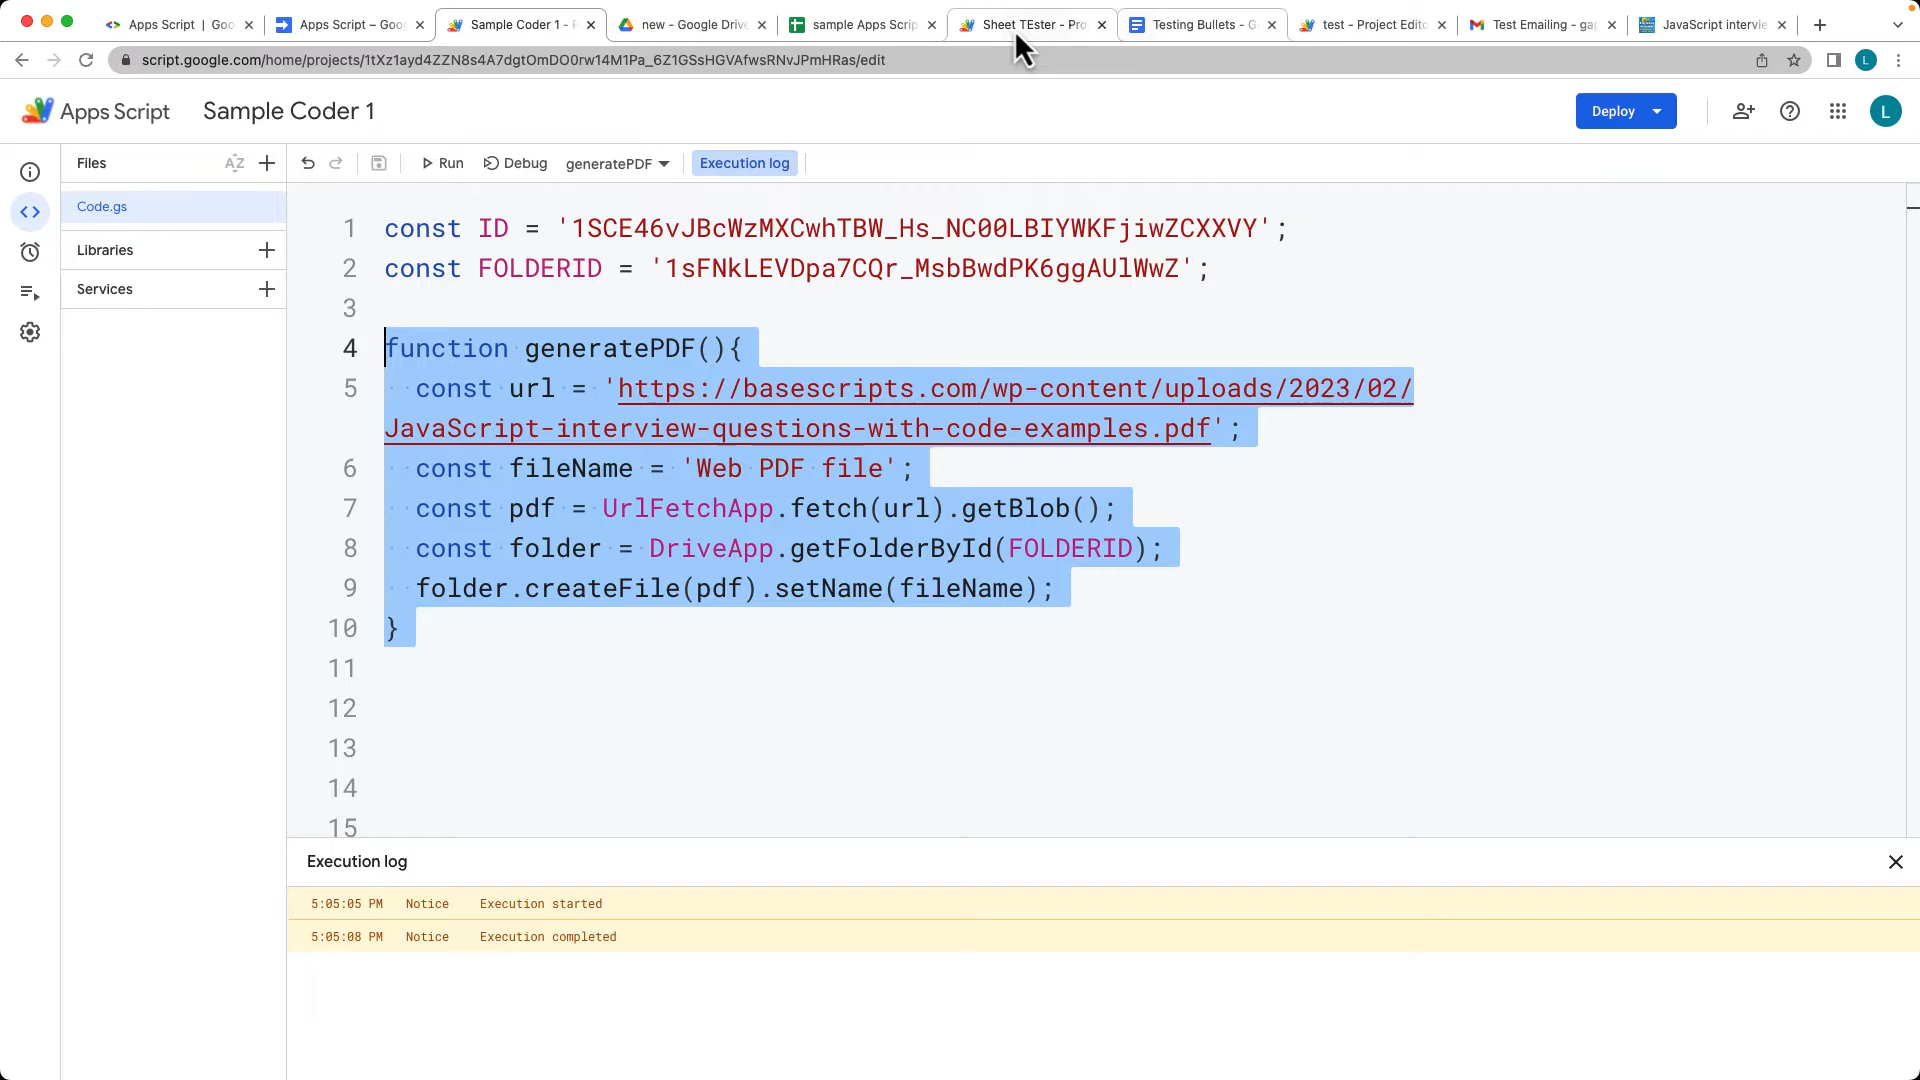 Apps Script | Goo
Apps Script – Goo
Sample Coder 1 - P
new - Google Drive
sample Apps Scrip
Sheet TEster - Pro
Testing Bullets - G
test - Project Edito
Test Emailing - ga
JavaScript intervie
script.google.com/home/projects/1tXz1ayd4ZZN8s4A7dgtOmDO0rw14M1Pa_6Z1GSsHGVAfwsRNvJPmHRas/edit
L
Apps Script
Sample Coder 1
Deploy
L
Files
AZ
Run
Debug
generatePDF
Execution log
Code.gs
Libraries
Services
1 const ID = '1SCE46vJBcWzMXCwhTBW_Hs_NC00LBIYWKFjiwZCXXVY';
2 const FOLDERID = '1sFNkLEVDpa7CQr_MsbBwdPK6ggAUlWwZ';
3
4 function generatePDF(){
5 const url = 'https://basescripts.com/wp-content/uploads/2023/02/
JavaScript-interview-questions-with-code-examples.pdf';
6 const fileName = 'Web PDF file';
7 const pdf = UrlFetchApp.fetch(url).getBlob();
8 const folder = DriveApp.getFolderById(FOLDERID);
9 folder.createFile(pdf).setName(fileName);
10 }
11
12
13
14
15
Execution log
5:05:05 PM Notice Execution started
5:05:08 PM Notice Execution completed